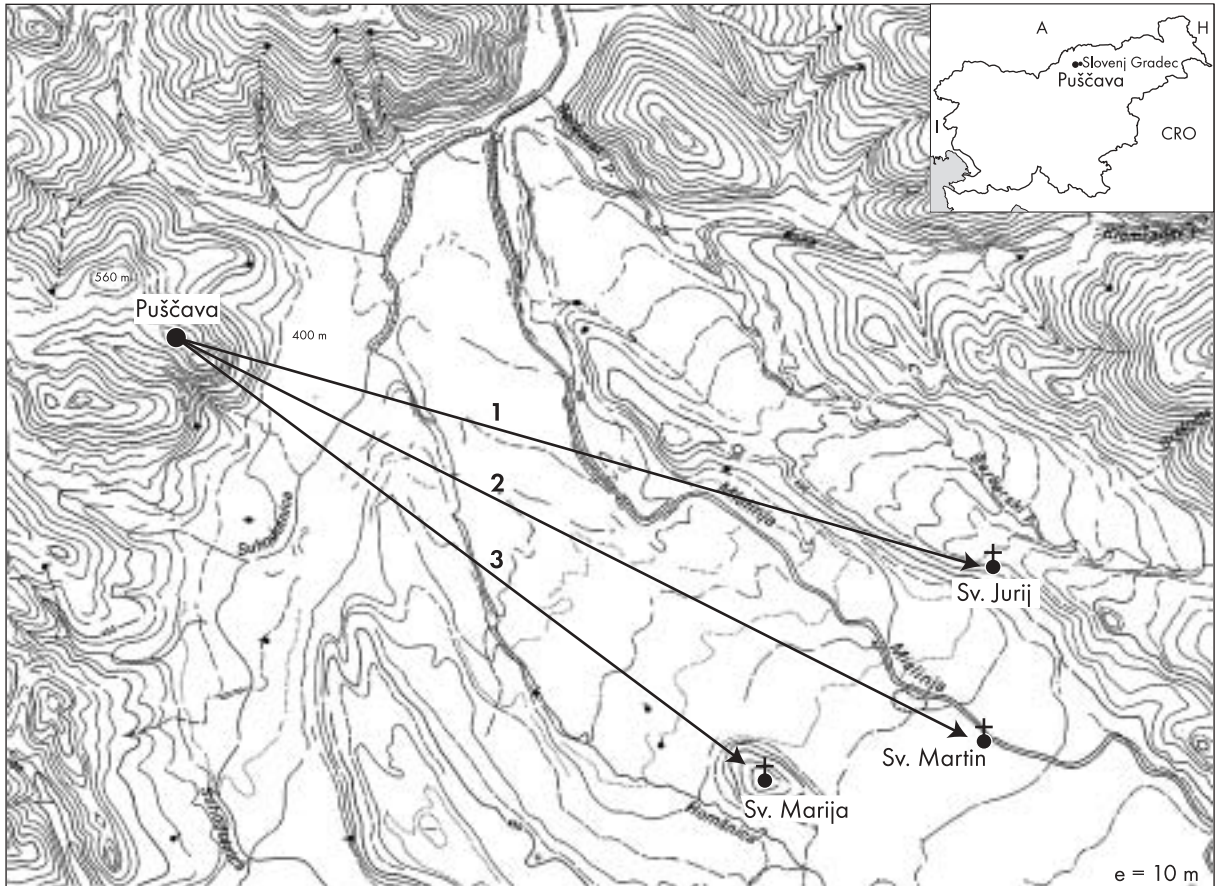 A
H
Slovenj Gradec
Puščava
I
CRO
560 m
Puščava
400 m
1
2
3
Sv. Jurij
Mislinja
Sv. Martin
Sv. Marija
e = 10 m